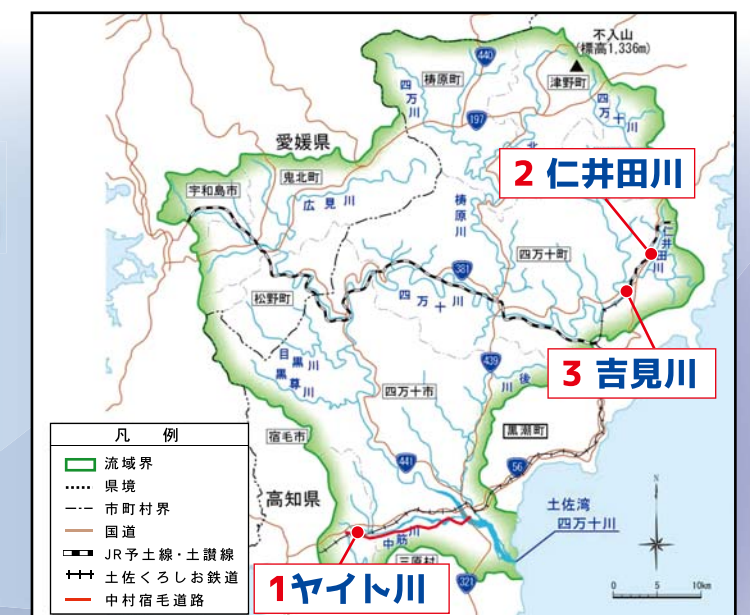 不入山
(標高1,336m)
440
梼原町
津野町
四万川
四万十川
197
愛媛県
北
2 仁井田川
鬼北町
宇和島市
広見川
梼原川
仁井田川
四万十町
381
松野町
四万十川
3 吉見川
目黒川
黒尊川
439
後川
四万十市
黒潮町
凡 例
流域界
県境
市町村界
国道
JR予土線・土讃線
土佐くろしお鉄道
中村宿毛道路
宿毛市
441
56
高知県
土佐湾
四万十川
N
中筋川
三原村
1 ヤイト川
321
0 5 10km